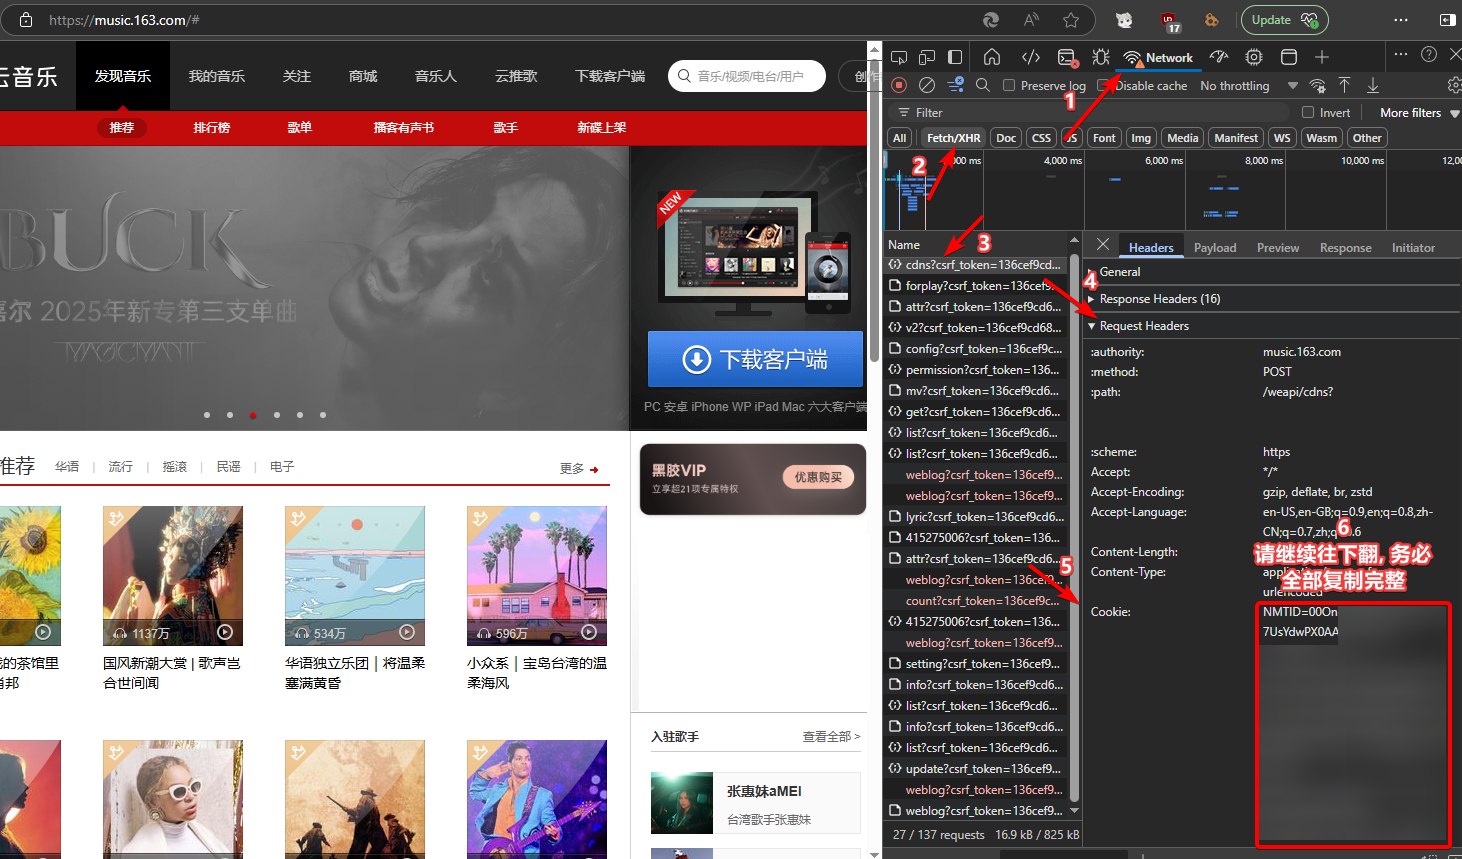 https://music.163.com/#
17
Update
云音乐
发现音乐
我的音乐
关注
商城
音乐人
云推歌
下载客户端
音乐/视频/电台/用户
创作
推荐
排行榜
歌单
播客有声书
歌手
新碟上架
BUCK
嘉尔 2025年新专第三支单曲
MAGICMAN II
NEW
下载客户端
PC 安卓 iPhone WP iPad Mac 六大客户端
推荐
华语
流行
摇滚
民谣
电子
更多
黑胶VIP
立享超21项专属特权
优惠购买
1137万
534万
596万
我的茶馆里
肖邦
国风新潮大赏 | 歌声岂
合世间闻
华语独立乐团｜将温柔
塞满黄昏
小众系｜宝岛台湾的温
柔海风
入驻歌手
查看全部 >
张惠妹aMEI
台湾歌手张惠妹
Network
1
Preserve log
Disable cache
No throttling
Filter
Invert
More filters
All
Fetch/XHR
Doc
CSS
JS
Font
Img
Media
Manifest
WS
Wasm
Other
2
000 ms
4,000 ms
6,000 ms
8,000 ms
10,000 ms
12,0
Name
3
cdns?csrf_token=136cef9cd...
forplay?csrf_token=136cef9...
attr?csrf_token=136cef9cd6...
v2?csrf_token=136cef9cd68...
config?csrf_token=136cef9c...
permission?csrf_token=136...
mv?csrf_token=136cef9cd6...
get?csrf_token=136cef9cd6...
list?csrf_token=136cef9cd6...
list?csrf_token=136cef9cd6...
weblog?csrf_token=136cef9...
weblog?csrf_token=136cef9...
lyric?csrf_token=136cef9cd6...
415275006?csrf_token=136...
attr?csrf_token=136cef9cd6...
weblog?csrf_token=136cef9...
count?csrf_token=136cef9c...
415275006?csrf_token=136...
weblog?csrf_token=136cef9...
setting?csrf_token=136cef9...
info?csrf_token=136cef9cd6...
list?csrf_token=136cef9cd6...
info?csrf_token=136cef9cd6...
list?csrf_token=136cef9cd6...
update?csrf_token=136cef9...
weblog?csrf_token=136cef9...
weblog?csrf_token=136cef9...
27 / 137 requests
16.9 kB / 825 kB
Headers
Payload
Preview
Response
Initiator
General
4
Response Headers (16)
Request Headers
:authority:
music.163.com
:method:
POST
:path:
/weapi/cdns?
:scheme:
https
Accept:
*/*
Accept-Encoding:
gzip, deflate, br, zstd
Accept-Language:
en-US,en-GB;q=0.9,en;q=0.8,zh-
CN;q=0.7,zh;q=0.6
6
请继续往下翻, 务必
全部复制完整
Content-Length:
Content-Type:
urlencoded
5
Cookie:
NMTID=00On
7UsYdwPX0AA